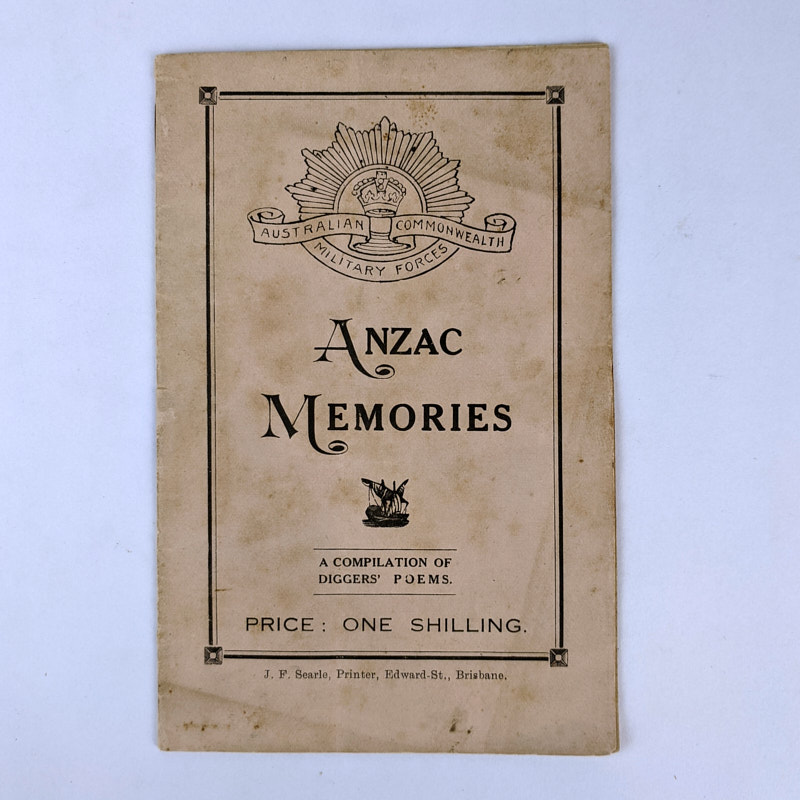 AUSTRALIAN COMMONWEALTH
MILITARY FORCES
ANZAC
MEMORIES
A COMPILATION OF
DIGGERS' POEMS.
PRICE: ONE SHILLING.
J. F. Searle, Printer, Edward-St., Brisbane.